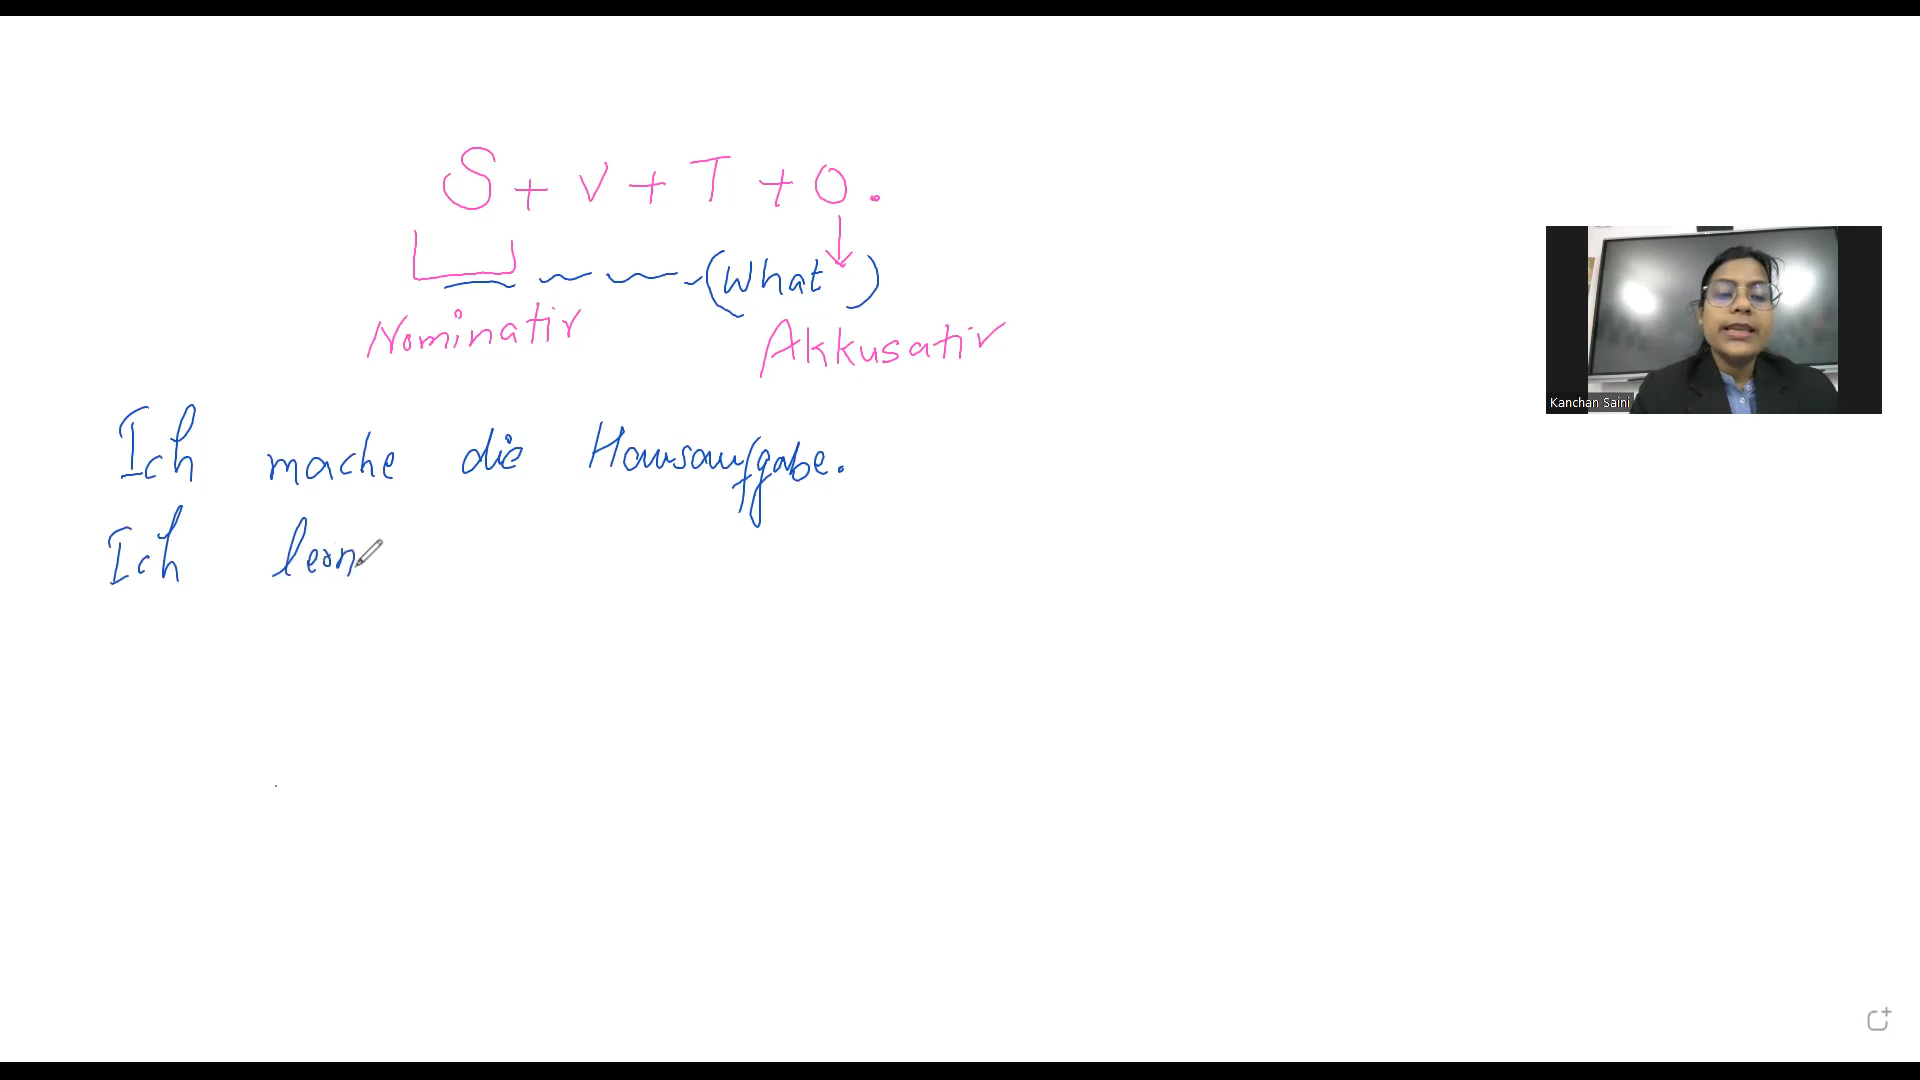 S + V + T + O.
(What)
Nominativ
Akkusativ
Kanchan Saini
Ich mache die Hausaufgabe.
Ich lern